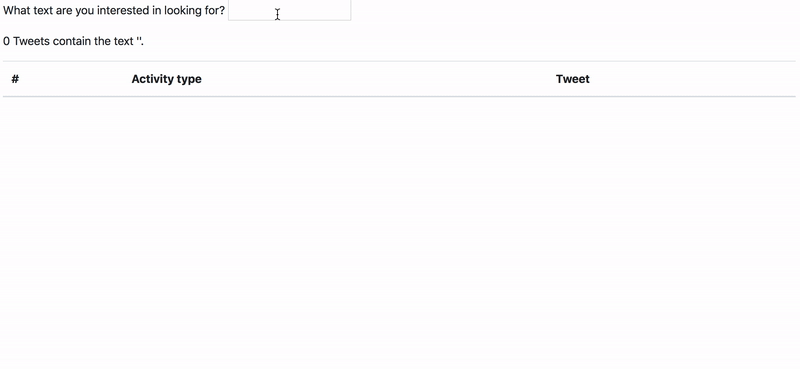 What text are you interested in looking for?
0 Tweets contain the text ''.
# Activity type Tweet